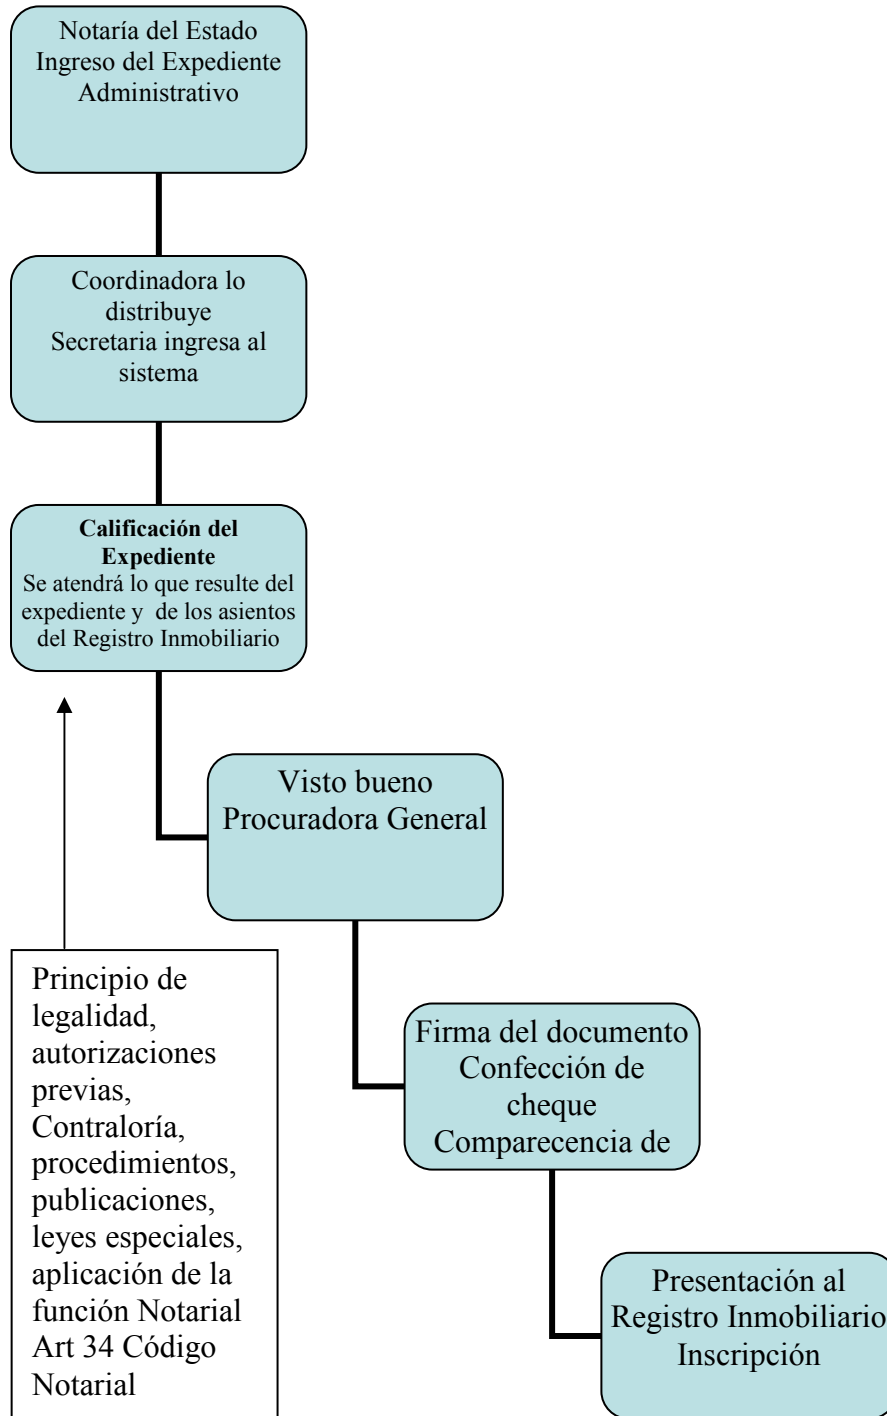 Notaría del Estado
Ingreso del Expediente
Administrativo
Coordinadora lo
distribuye
Secretaria ingresa al
sistema
Calificación del
Expediente
Se atendrá lo que resulte del
expediente y de los asientos
del Registro Inmobiliario
Visto bueno
Procuradora General
Principio de
legalidad,
autorizaciones
previas,
Contraloría,
procedimientos,
publicaciones,
leyes especiales,
aplicación de la
función Notarial
Art 34 Código
Notarial
Firma del documento
Confección de
cheque
Comparecencia de
Presentación al
Registro Inmobiliario
Inscripción